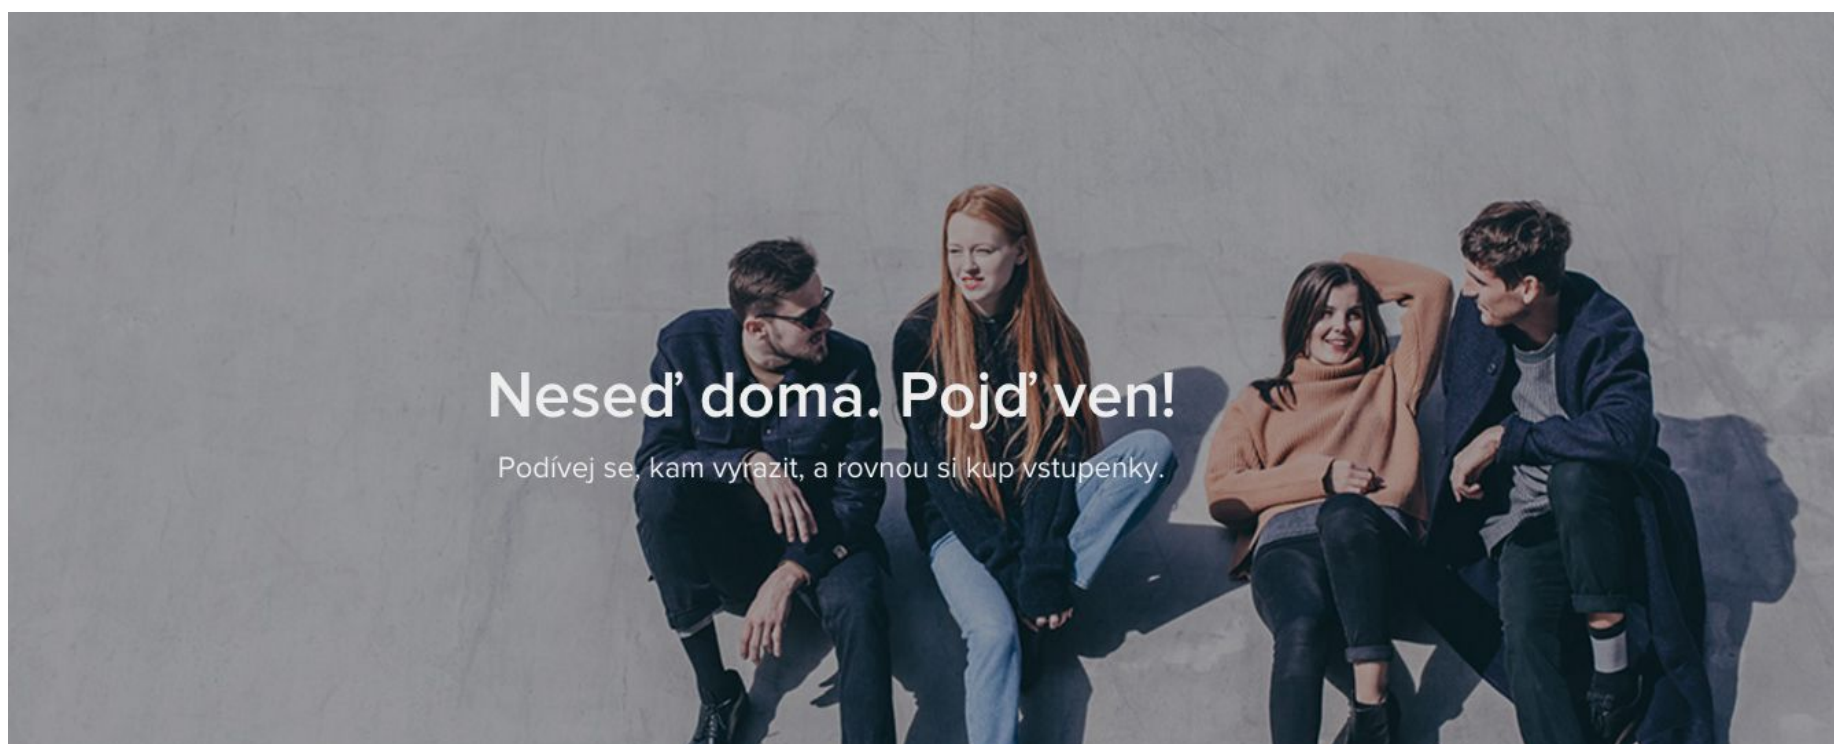 Neseď doma. Pojď ven!
Podívej se, kam vyrazit, a rovnou si kup vstupenky.